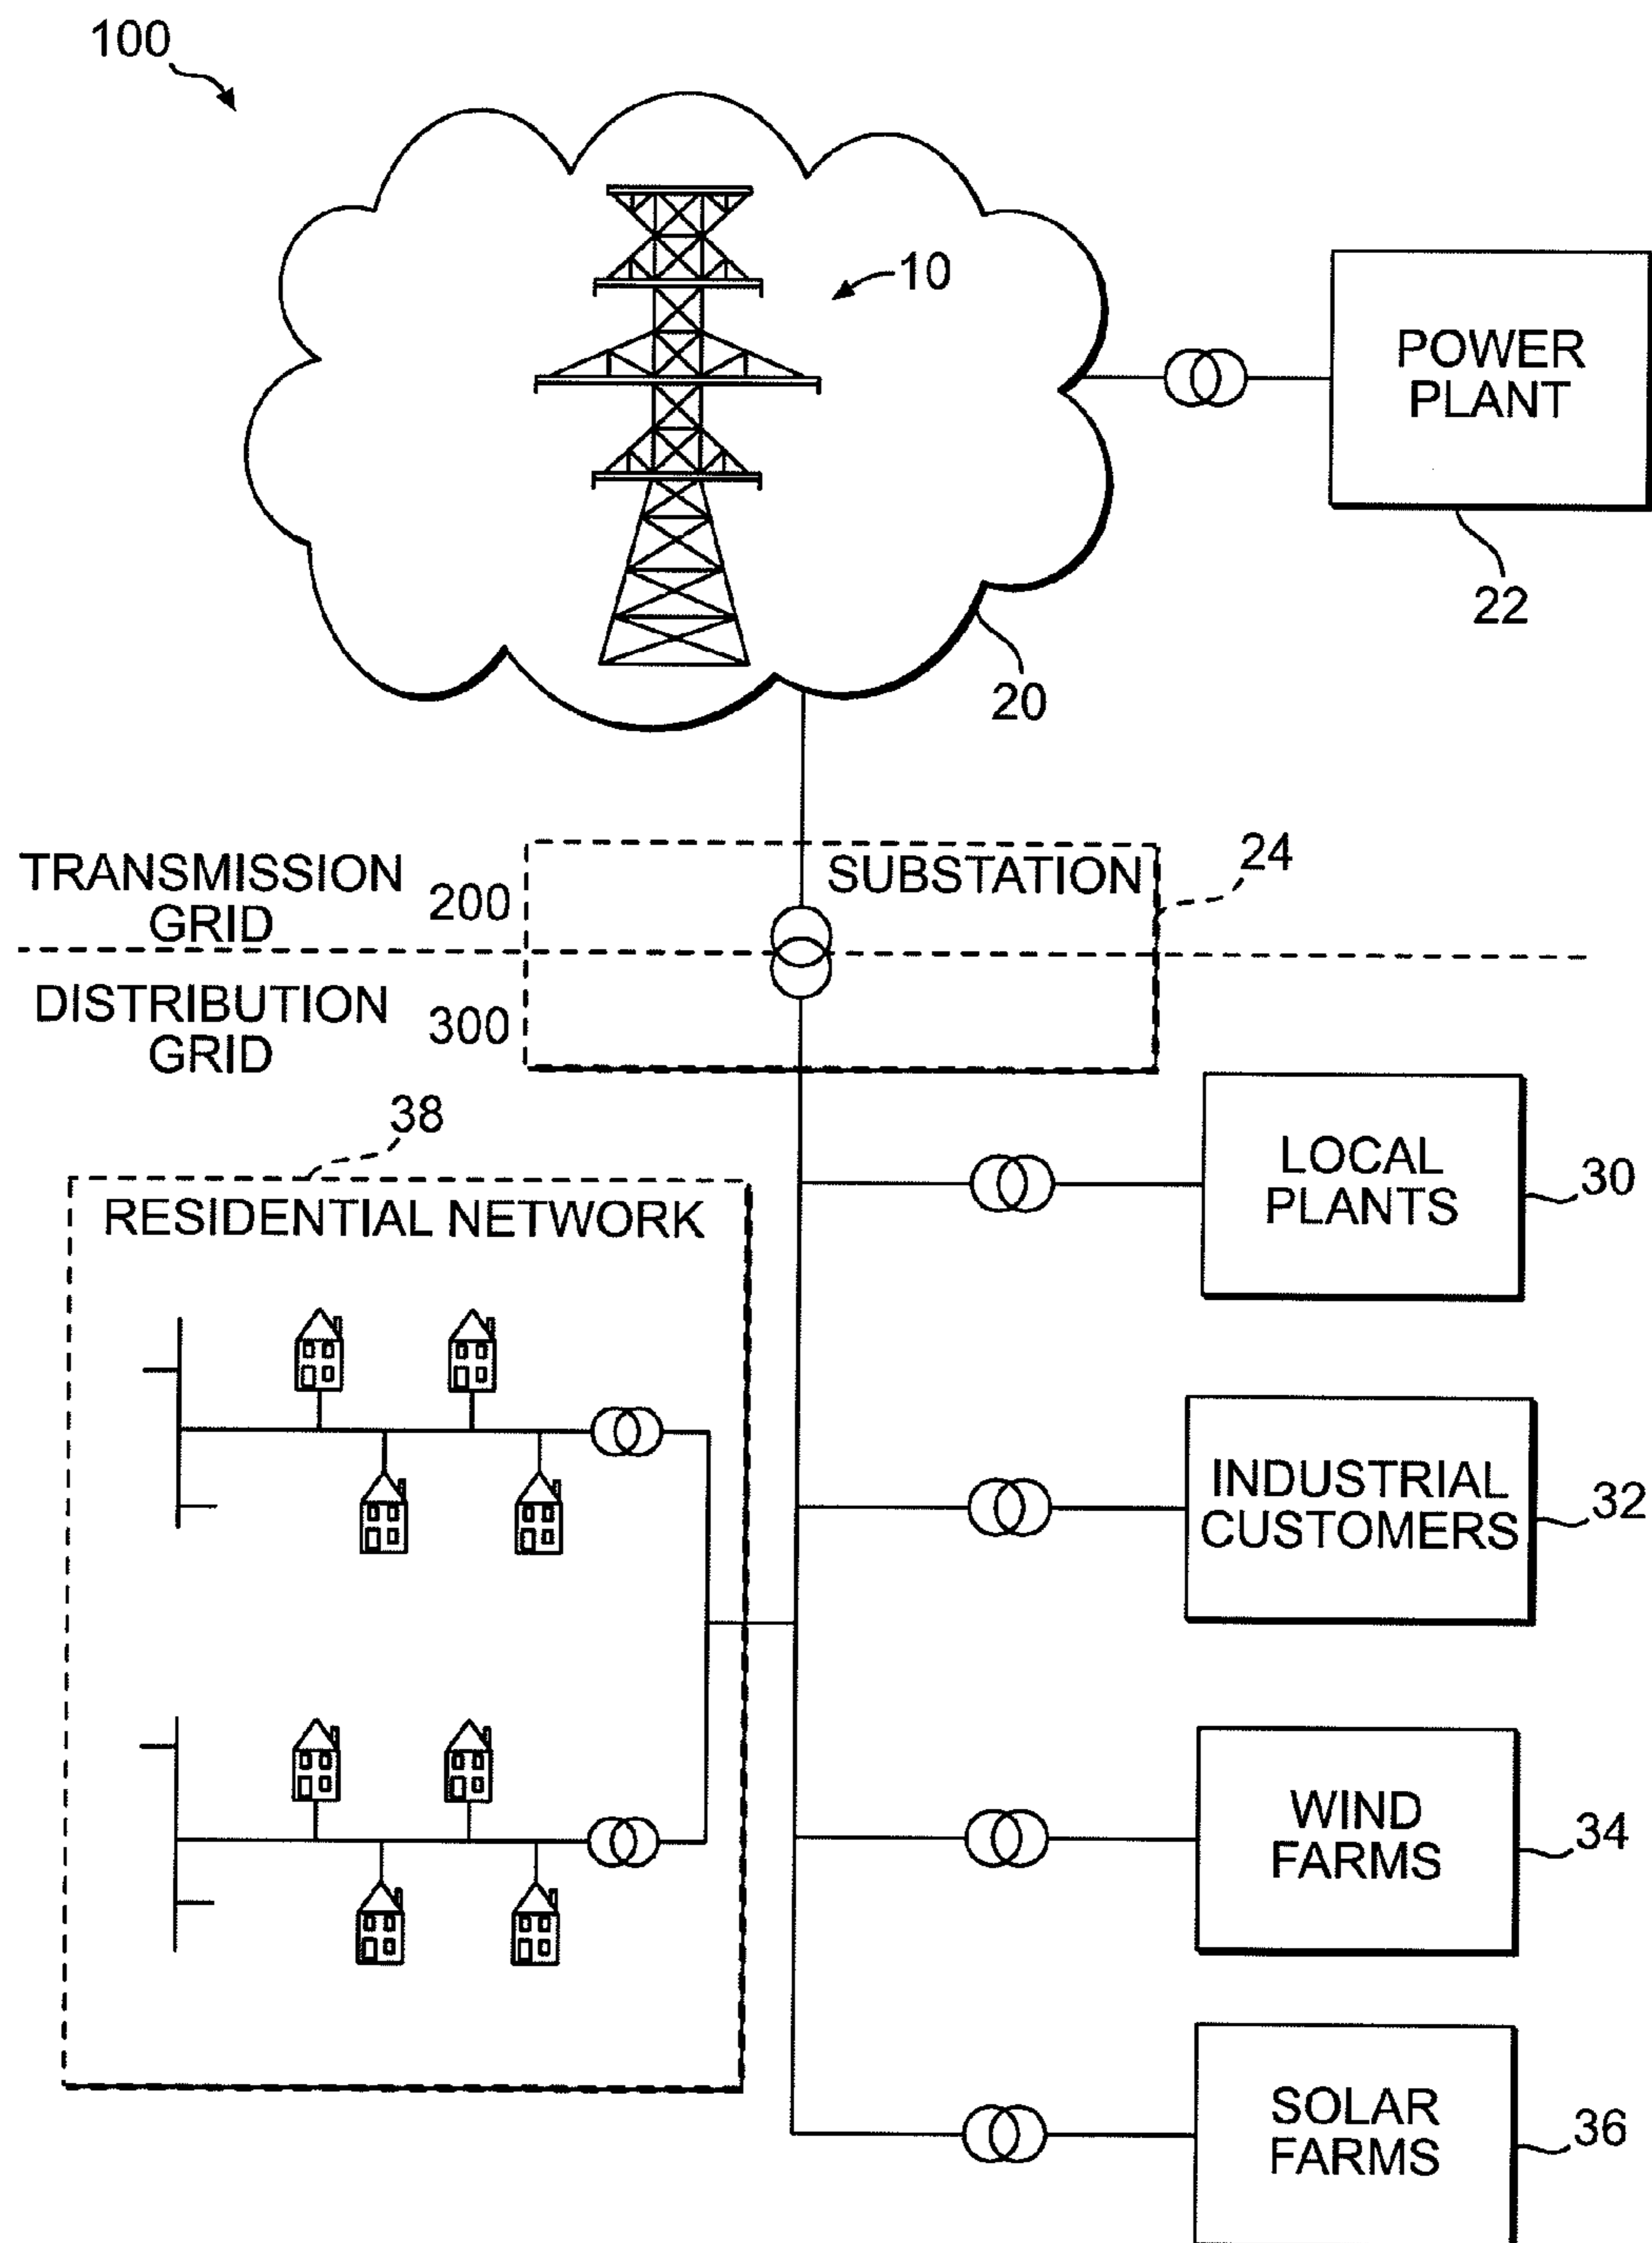 100
10
POWER
PLANT
22
20
TRANSMISSION
GRID
200
SUBSTATION
24
DISTRIBUTION
GRID
300
38
RESIDENTIAL NETWORK
LOCAL
PLANTS
30
INDUSTRIAL
CUSTOMERS
32
WIND
FARMS
34
SOLAR
FARMS
36